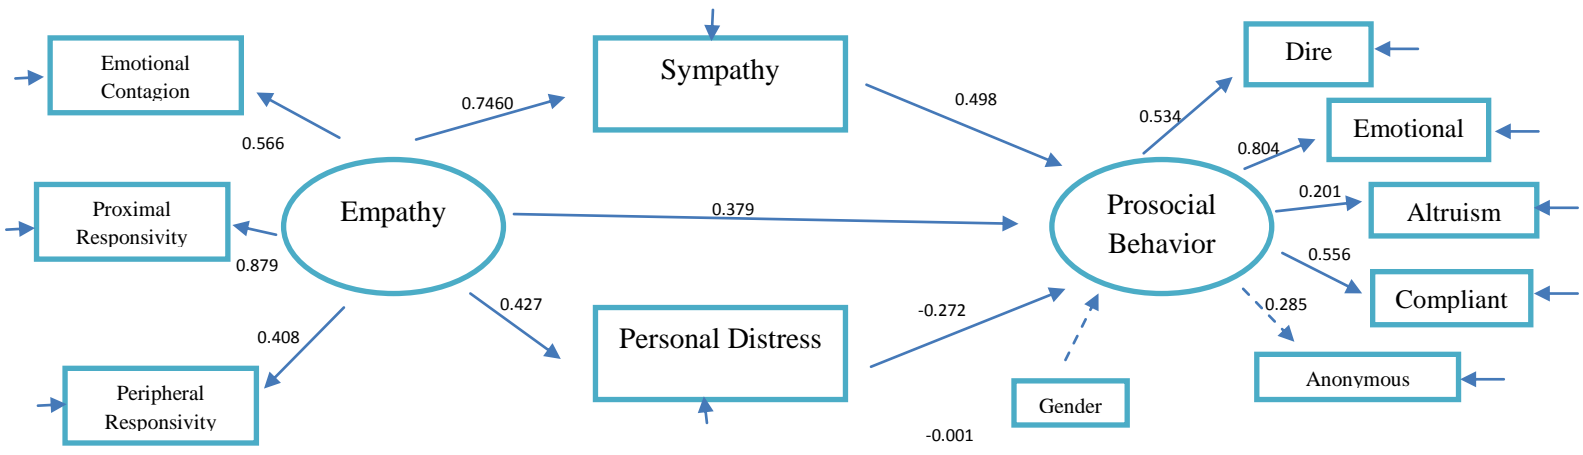 Emotional
Contagion
0.566
Proximal
Responsivity
0.879
Empathy
0.408
Peripheral
Responsivity
0.7460
Sympathy
0.498
0.379
0.427
Personal Distress
-0.272
-0.001
Gender
Prosocial
Behavior
0.534
Dire
0.804
Emotional
0.201
Altruism
0.556
Compliant
0.285
Anonymous